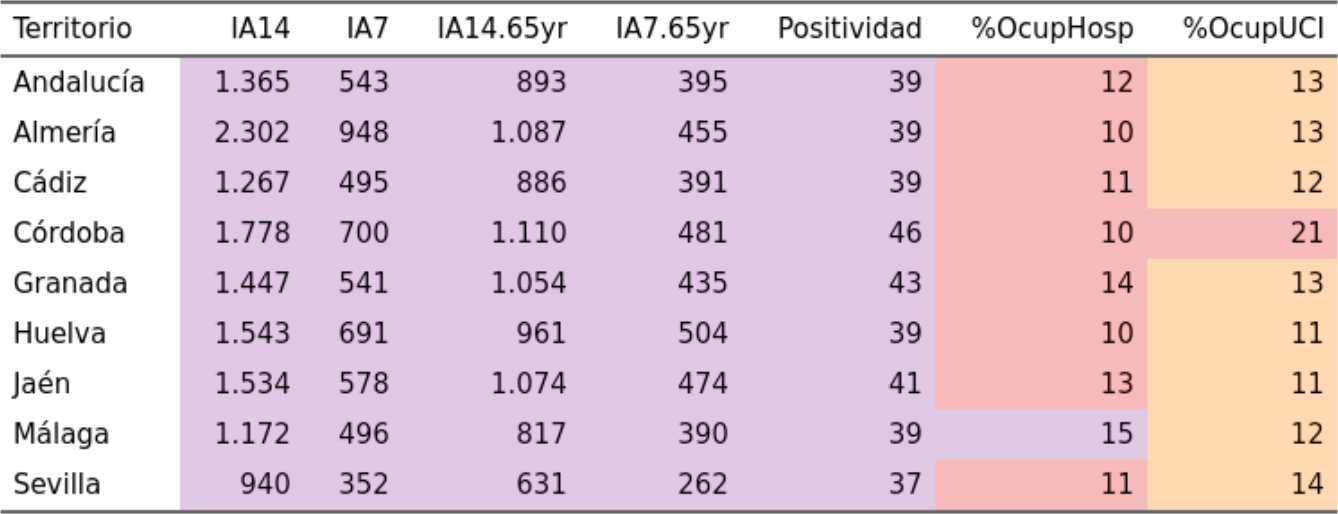 Territorio IA14 IA7 IA14.65yr IA7.65yr Positividad %OcupHosp %OcupUCI
Andalucía 1.365 543 893 395 39 12 13
Almería 2.302 948 1.087 455 39 10 13
Cádiz 1.267 495 886 391 39 11 12
Córdoba 1.778 700 1.110 481 46 10 21
Granada 1.447 541 1.054 435 43 14 13
Huelva 1.543 691 961 504 39 10 11
Jaén 1.534 578 1.074 474 41 13 11
Málaga 1.172 496 817 390 39 15 12
Sevilla 940 352 631 262 37 11 14